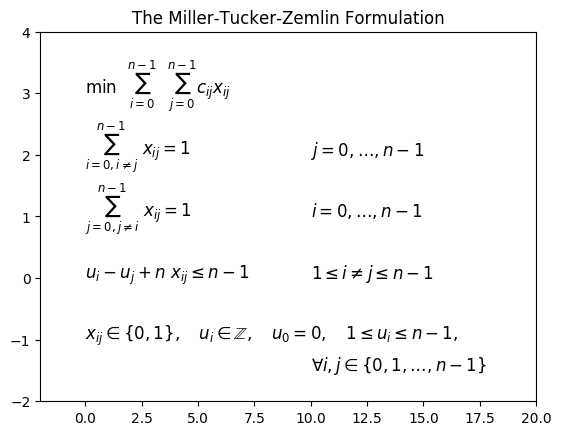 The Miller-Tucker-Zemlin Formulation
4
3
2
1
0
−1
−2
min ∑_{i=0}^{n−1} ∑_{j=0}^{n−1} c_{ij}x_{ij}
∑_{i=0,i≠j}^{n−1} x_{ij} = 1 j = 0, …, n − 1
∑_{j=0,j≠i}^{n−1} x_{ij} = 1 i = 0, …, n − 1
u_i − u_j + n x_{ij} ≤ n − 1 1 ≤ i ≠ j ≤ n − 1
x_{ij} ∈ {0, 1}, u_i ∈ ℤ, u_0 = 0, 1 ≤ u_i ≤ n − 1,
∀i, j ∈ {0, 1, …, n − 1}
0.0 2.5 5.0 7.5 10.0 12.5 15.0 17.5 20.0